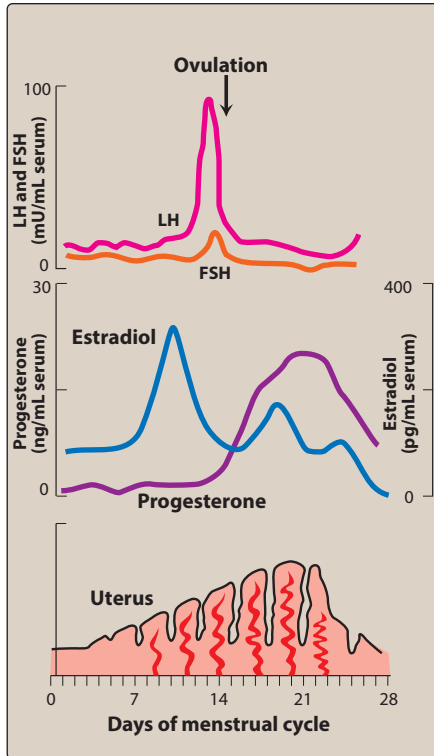 Ovulation
100
LH and FSH
(mU/mL serum)
LH
0
FSH
30
400
Estradiol
Progesterone
(ng/mL serum)
Estradiol
(pg/mL serum)
0
0
Progesterone
Uterus
0 7 14 21 28
Days of menstrual cycle